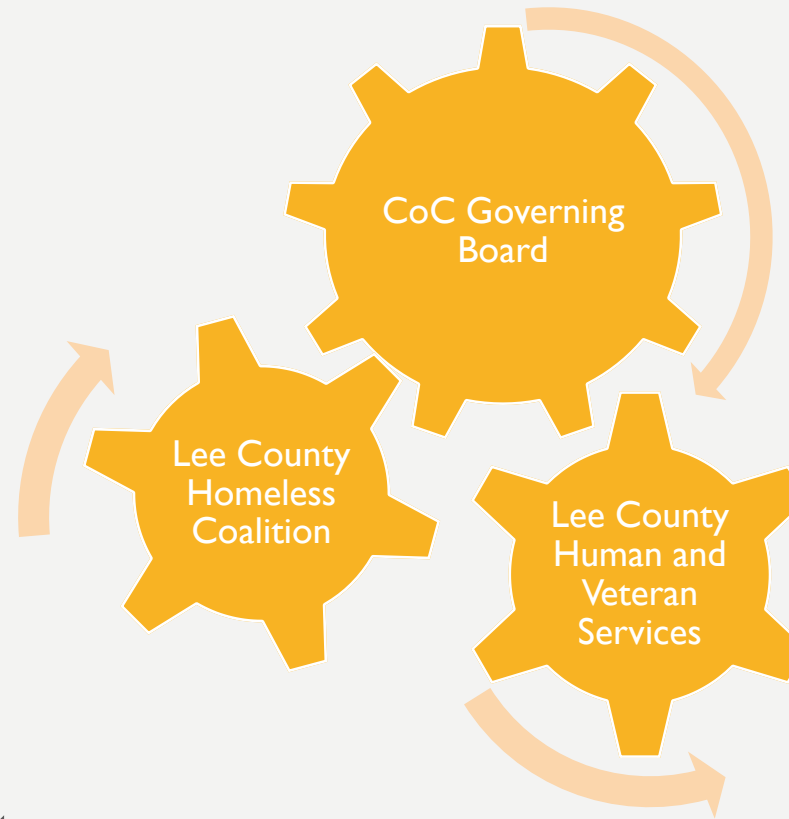 CoC Governing
Board
Lee County
Homeless
Coalition
Lee County
Human and
Veteran
Services